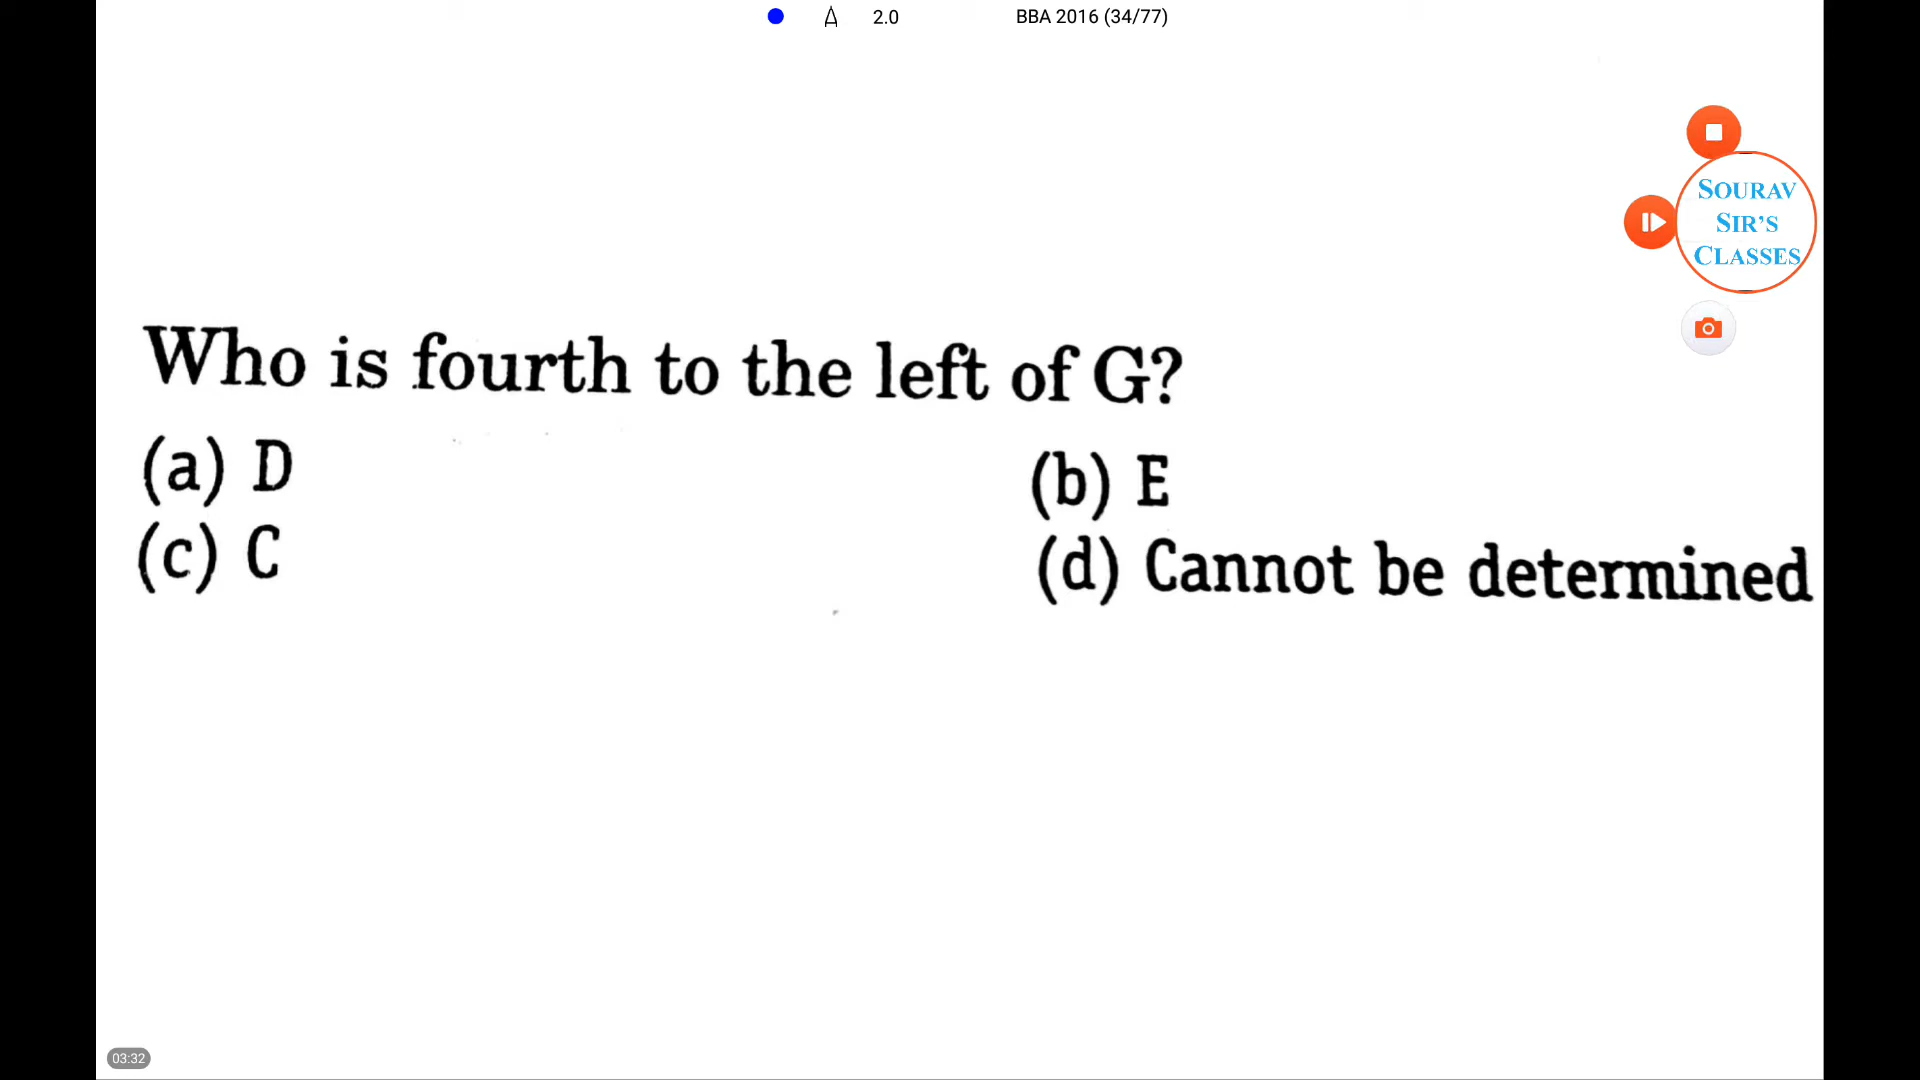 2.0 BBA 2016 (34/77)
SOURAV
SIR'S
CLASSES
Who is fourth to the left of G?
(a) D (b) E
(c) C (d) Cannot be determined
03:32